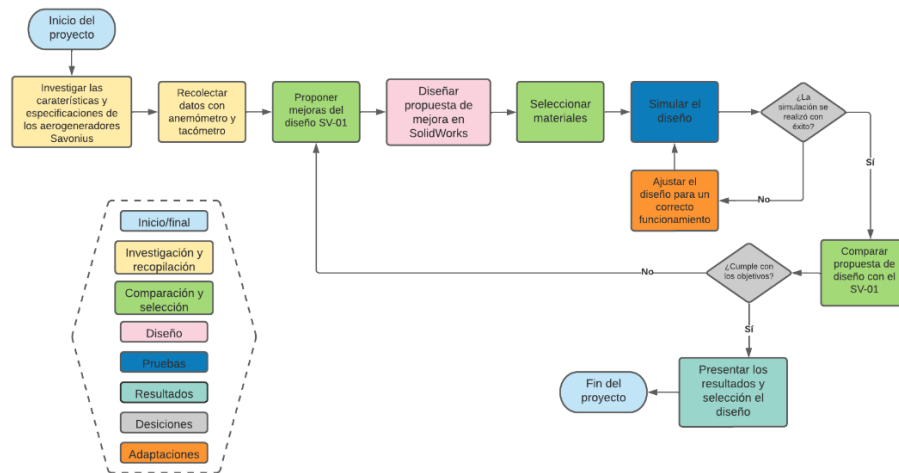 Inicio del
proyecto
Investigar las
caraterísticas y
especificaciones de
los aerogeneradores
Savonius
Recolectar
datos con
anemómetro y
tacómetro
Proponer
mejoras del
diseño SV-01
Diseñar
propuesta de
mejora en
SolidWorks
Seleccionar
materiales
Simular el
diseño
¿La
simulación se
realizó con
éxito?
Sí
No
Ajustar el
diseño para un
correcto
funcionamiento
Comparar
propuesta de
diseño con el
SV-01
¿Cumple con
los objetivos?
No
Sí
Presentar los
resultados y
selección el
diseño
Fin del
proyecto
Inicio/final
Investigación y
recopilación
Comparación y
selección
Diseño
Pruebas
Resultados
Desiciones
Adaptaciones